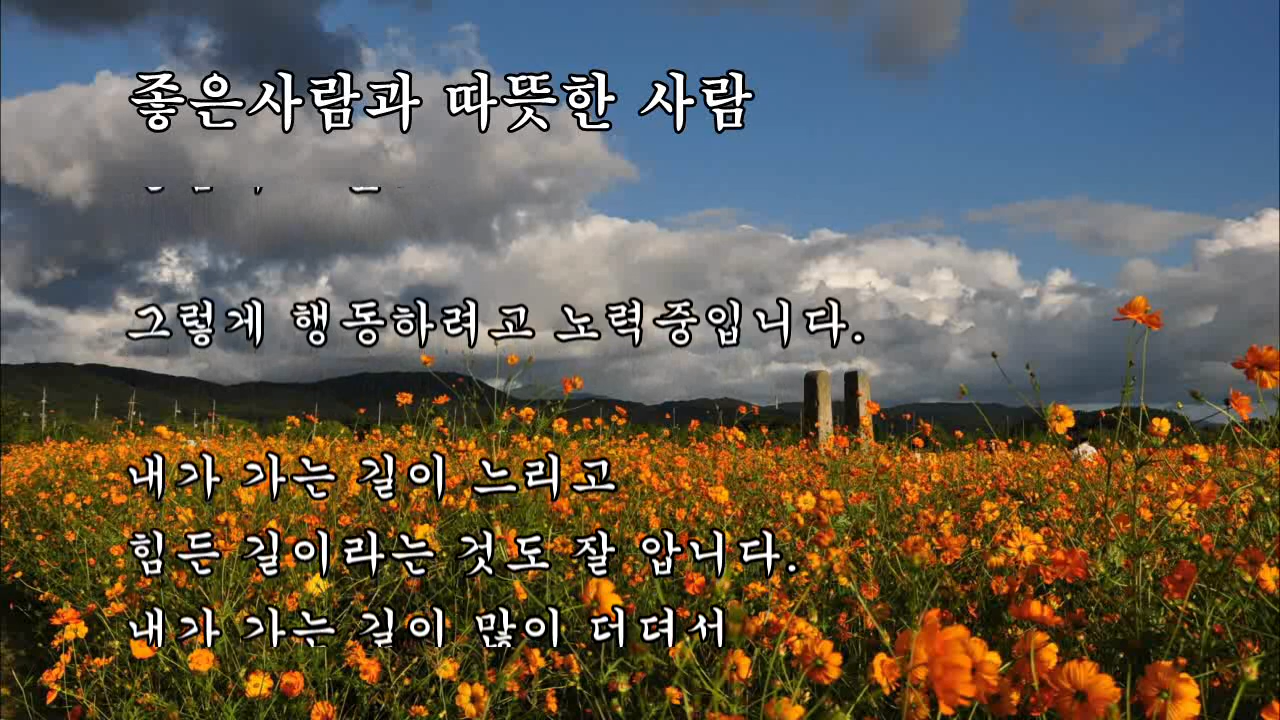 좋은사람과 따뜻한 사람
그렇게 행동하려고 노력중입니다.
내가 가는 길이 느리고
힘든 길이라는 것도 잘 압니다.
내가 가는 길이 많이 더뎌서